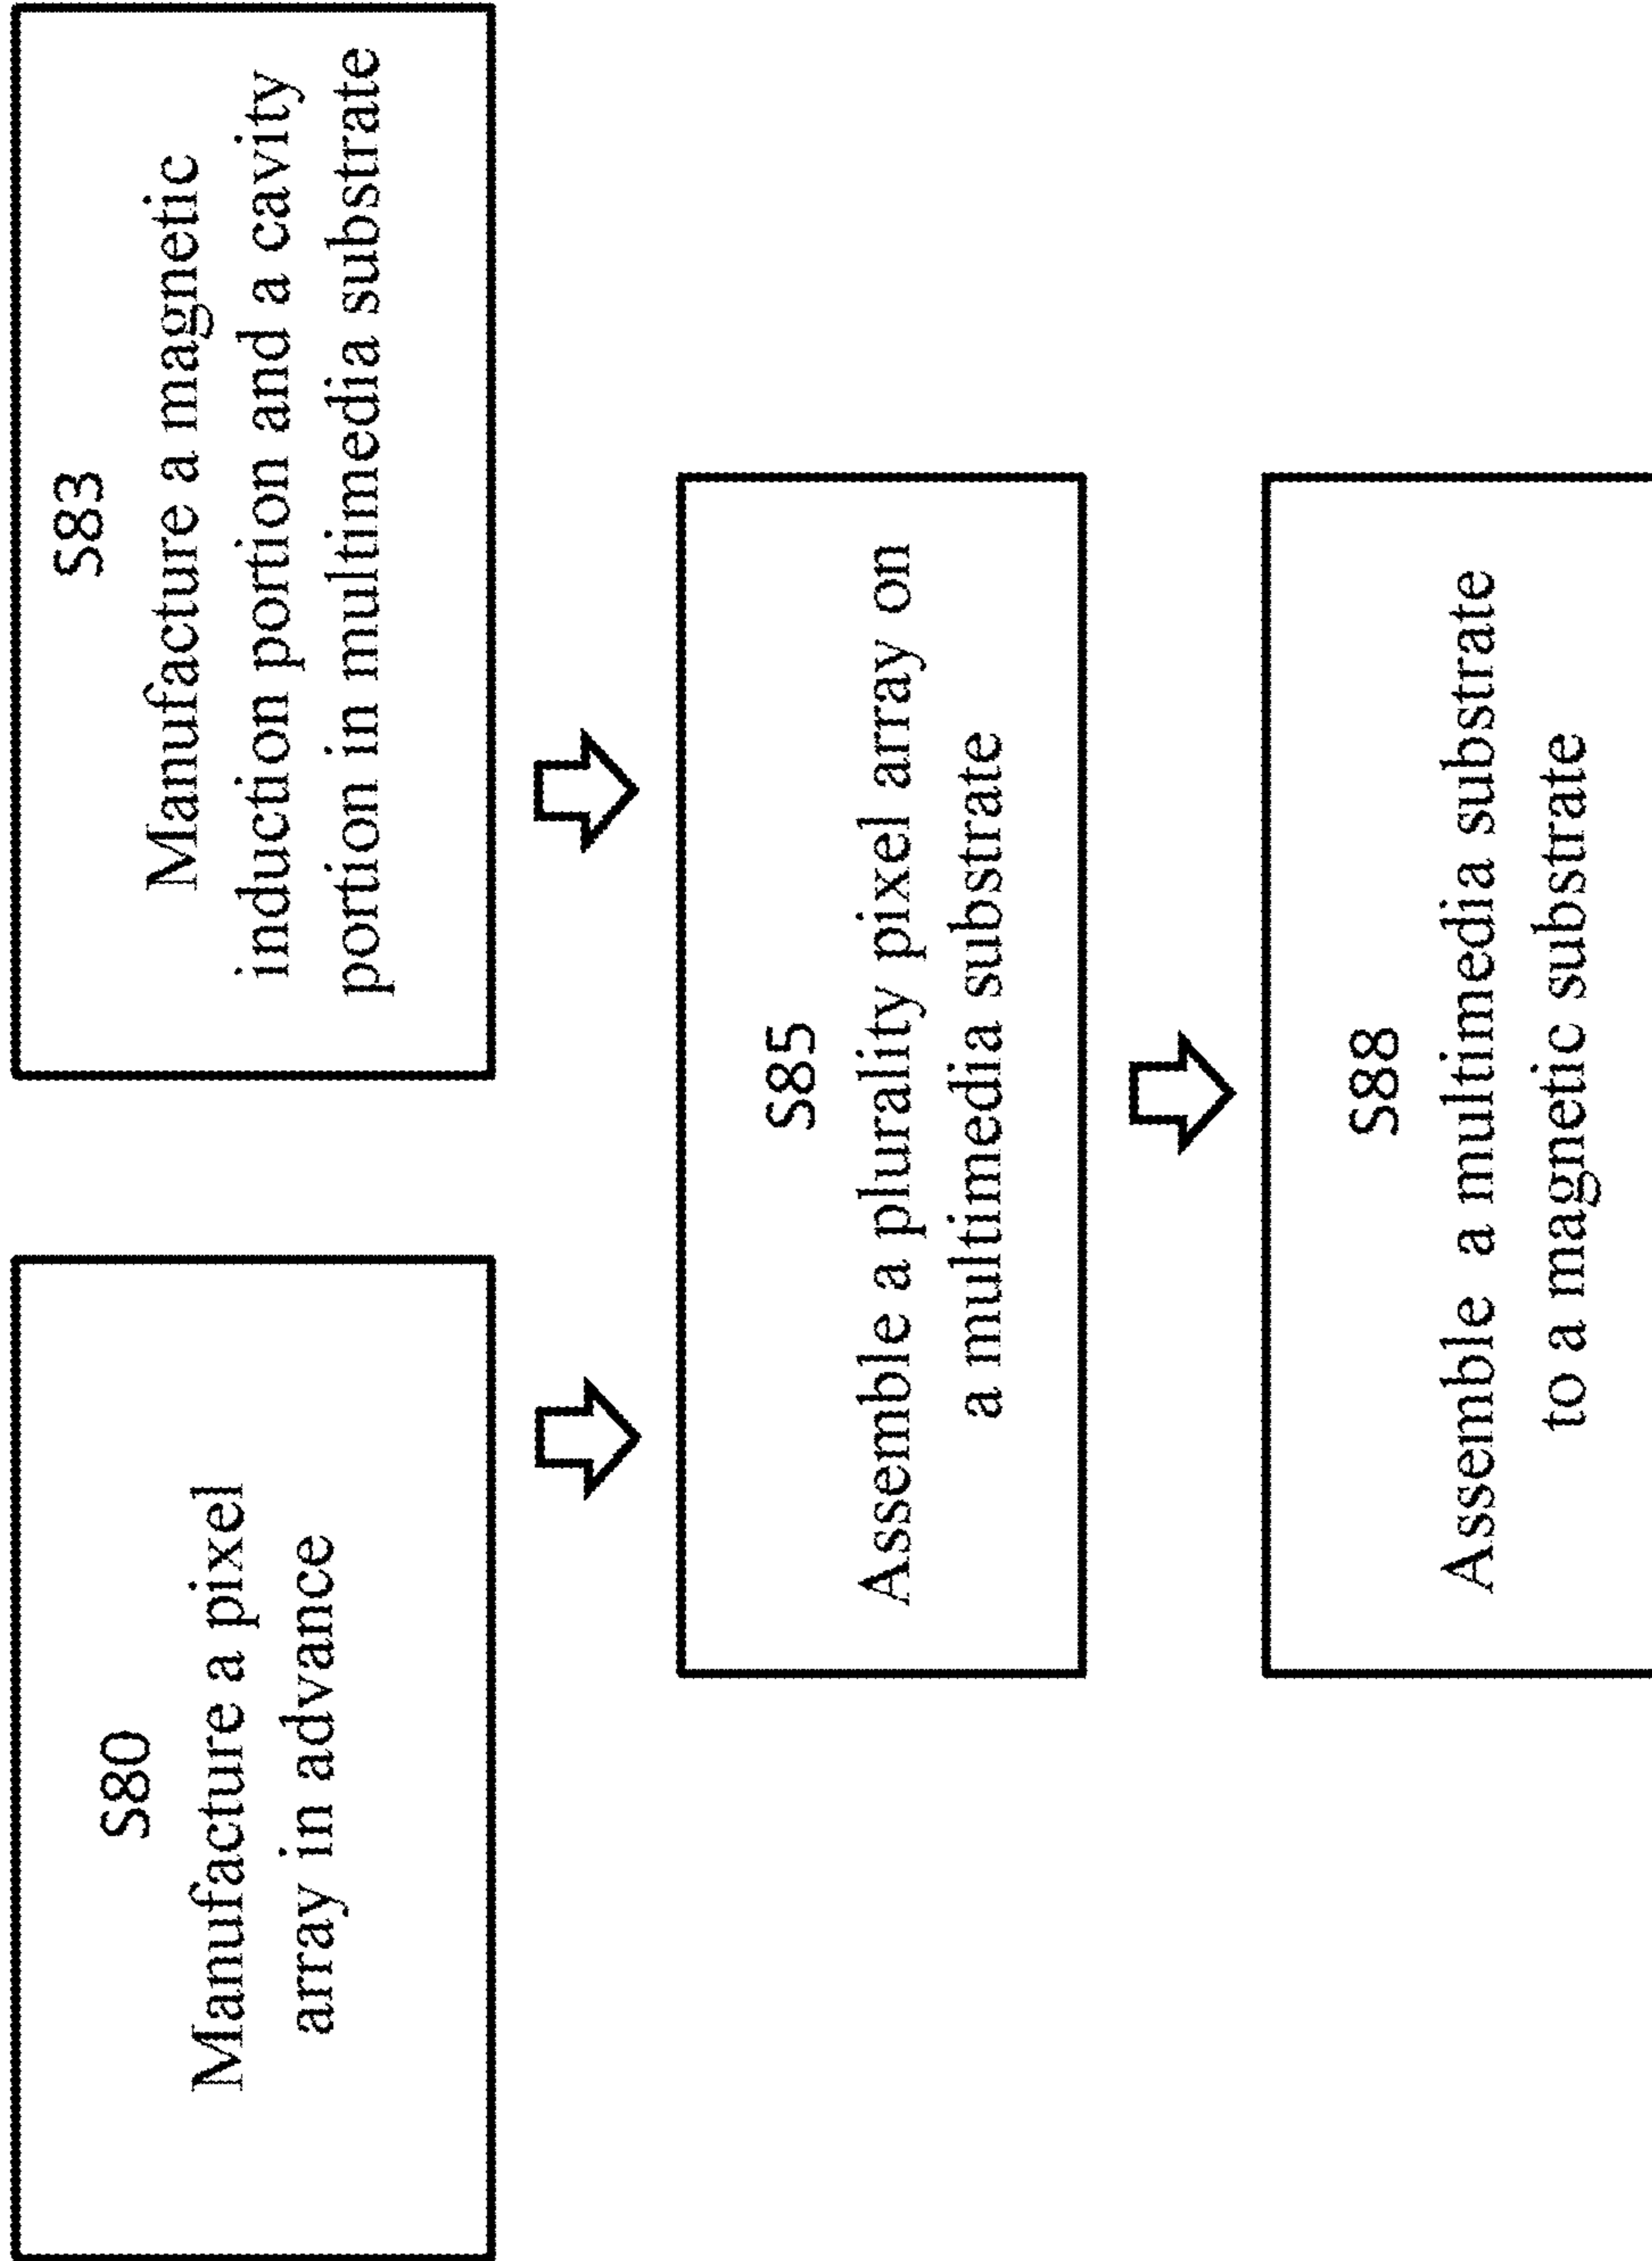 S80
Manufacture a pixel
array in advance
S83
Manufacture a magnetic
induction portion and a cavity
portion in multimedia substrate
S85
Assemble a plurality pixel array on
a multimedia substrate
S88
Assemble a multimedia substrate
to a magnetic substrate